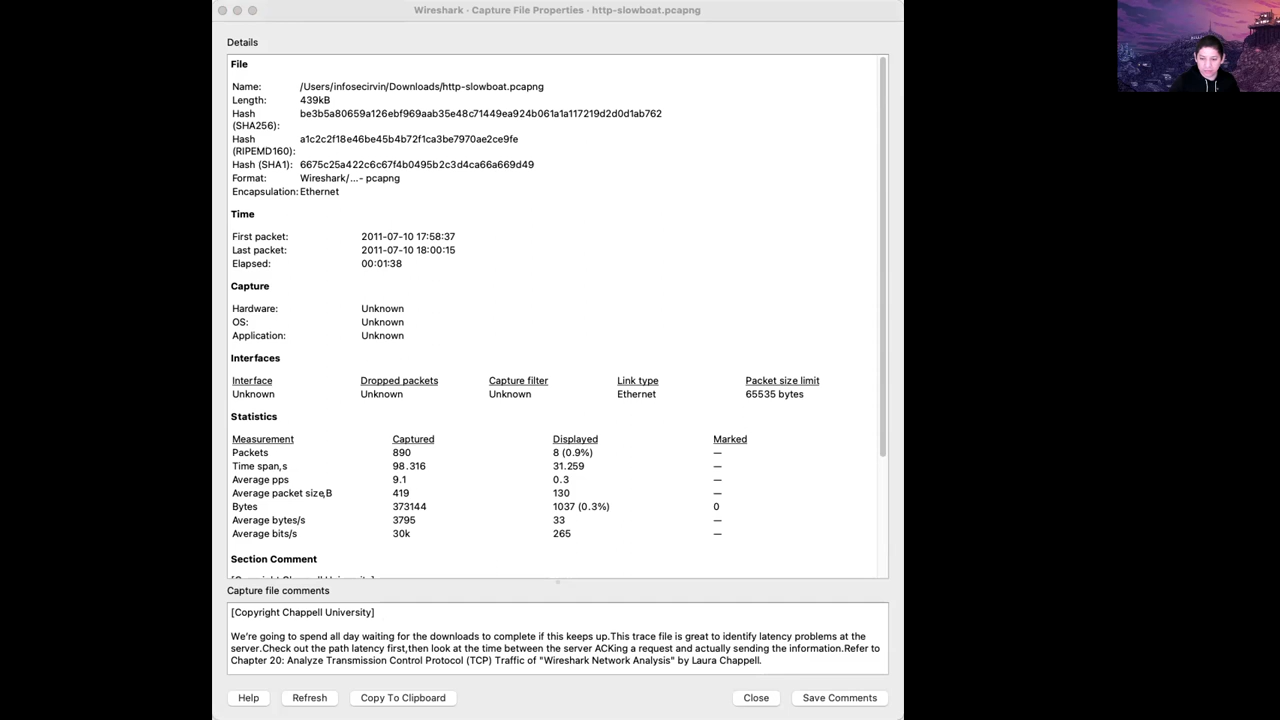 Wireshark · Capture File Properties · http-slowboat.pcapng
Details
File
Name: /Users/infosecirvin/Downloads/http-slowboat.pcapng
Length: 439kB
Hash (SHA256): be3b5a80659a126ebf969aab35e48c71449ea924b061a1a117219d2d0d1ab762
Hash (RIPEMD160): a1c2c2f18e46be45b4b72f1ca3be7970ae2ce9fe
Hash (SHA1): 6675c25a422c6c67f4b0495b2c3d4ca66a669d49
Format: Wireshark/...- pcapng
Encapsulation: Ethernet
Time
First packet: 2011-07-10 17:58:37
Last packet: 2011-07-10 18:00:15
Elapsed: 00:01:38
Capture
Hardware: Unknown
OS: Unknown
Application: Unknown
Interfaces
Interface Dropped packets Capture filter Link type Packet size limit
Unknown Unknown Unknown Ethernet 65535 bytes
Statistics
Measurement Captured Displayed Marked
Packets 890 8 (0.9%) —
Time span, s 98.316 31.259 —
Average pps 9.1 0.3 —
Average packet size, B 419 130 —
Bytes 373144 1037 (0.3%) 0
Average bytes/s 3795 33 —
Average bits/s 30k 265 —
Section Comment
[Copyright Chappell University]
Capture file comments
[Copyright Chappell University]
We're going to spend all day waiting for the downloads to complete if this keeps up.This trace file is great to identify latency problems at the
server.Check out the path latency first,then look at the time between the server ACKing a request and actually sending the information.Refer to
Chapter 20: Analyze Transmission Control Protocol (TCP) Traffic of "Wireshark Network Analysis" by Laura Chappell.
Help Refresh Copy To Clipboard Close Save Comments